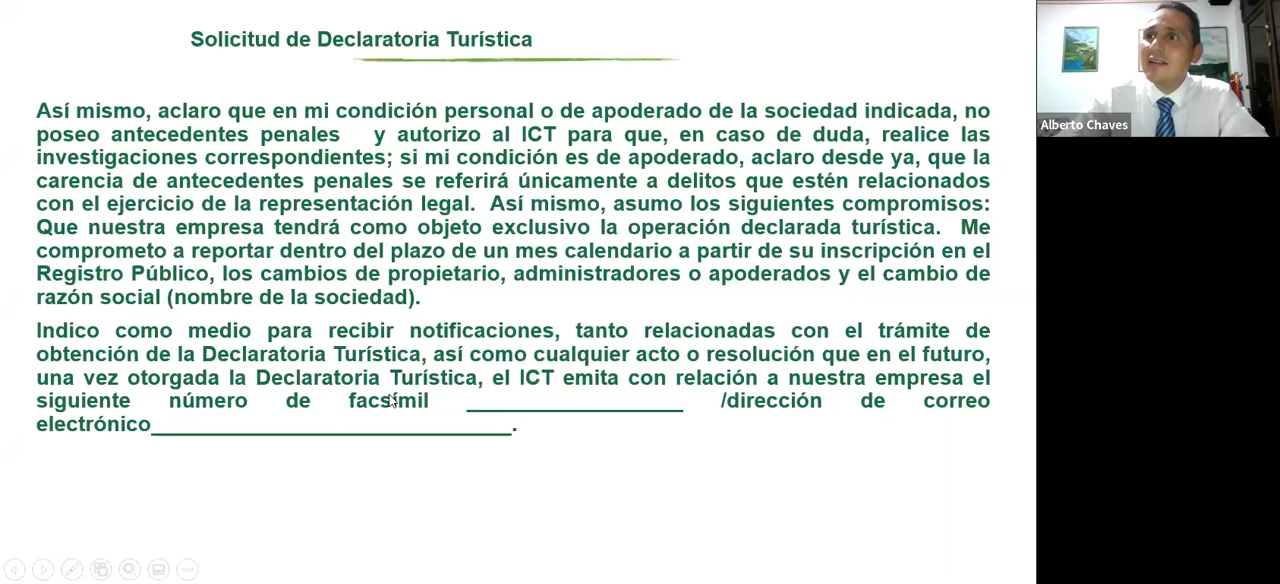 Solicitud de Declaratoria Turística
Así mismo, aclaro que en mi condición personal o de apoderado de la sociedad indicada, no
poseo antecedentes penales y autorizo al ICT para que, en caso de duda, realice las
investigaciones correspondientes; si mi condición es de apoderado, aclaro desde ya, que la
carencia de antecedentes penales se referirá únicamente a delitos que estén relacionados
con el ejercicio de la representación legal. Así mismo, asumo los siguientes compromisos:
Que nuestra empresa tendrá como objeto exclusivo la operación declarada turística. Me
comprometo a reportar dentro del plazo de un mes calendario a partir de su inscripción en el
Registro Público, los cambios de propietario, administradores o apoderados y el cambio de
razón social (nombre de la sociedad).
Indico como medio para recibir notificaciones, tanto relacionadas con el trámite de
obtención de la Declaratoria Turística, así como cualquier acto o resolución que en el futuro,
una vez otorgada la Declaratoria Turística, el ICT emita con relación a nuestra empresa el
siguiente número de facsímil __________________ /dirección de correo
electrónico______________________________.
Alberto Chaves